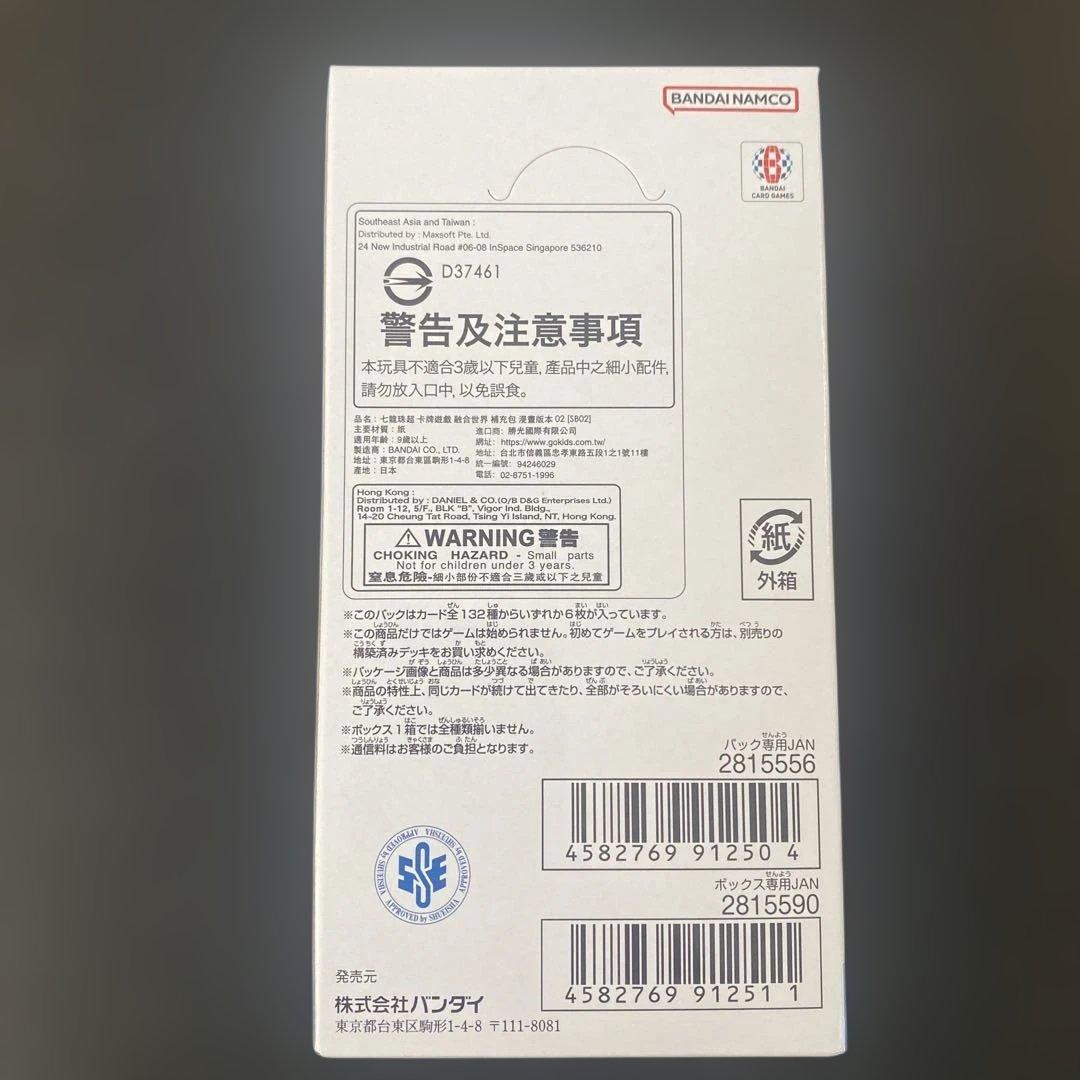 BANDAI NAMCO
BANDAI
CARD GAMES
Southeast Asia and Taiwan :
Distributed by : Maxsoft Pte. Ltd.
24 New Industrial Road #06-08 InSpace Singapore 536210
D37461
警告及注意事項
本玩具不適合3歲以下兒童, 產品中之細小配件,
請勿放入口中, 以免誤食。
品名：七龍珠超 卡牌遊戲 融合世界 補充包 漫畫版本 02 [SB02]
主要材質：紙
適用年齡：9歲以上
製造商：BANDAI CO., LTD.
地址：東京都台東區駒形1-4-8
產地：日本
進口商：勝光國際有限公司
網址：https://www.gokids.com.tw/
地址：台北市信義區忠孝東路五段1之1號11樓
統一編號：94246029
電話：02-8751-1996
Hong Kong :
Distributed by : DANIEL & CO.(O/B D&G Enterprises Ltd.)
Room 1-12, 5/F., BLK "B", Vigor Ind. Bldg.,
14-20 Cheung Tat Road, Tsing Yi Island, NT, Hong Kong.
WARNING 警告
CHOKING HAZARD - Small parts
Not for children under 3 years.
窒息危險-細小部份不適合三歲或以下之兒童
紙
外箱
※このパックはカード全132種からいずれか6枚が入っています。
※この商品だけではゲームは始められません。初めてゲームをプレイされる方は、別売りの
構築済みデッキをお買い求めください。
※パッケージ画像と商品は多少異なる場合がありますので、ご了承ください。
※商品の特性上、同じカードが続けて出てきたり、全部がそろいにくい場合がありますので、
ご了承ください。
※ボックス1箱では全種類揃いません。
※通信料はお客様のご負担となります。
パック専用JAN
2815556
4582769 91250 4
ボックス専用JAN
2815590
4582769 91251 1
APPROVED by SHUEISHA APPROVED by SHUEISHA APPROVED by SHUEISHA
SSE
発売元
株式会社バンダイ
東京都台東区駒形1-4-8 〒111-8081